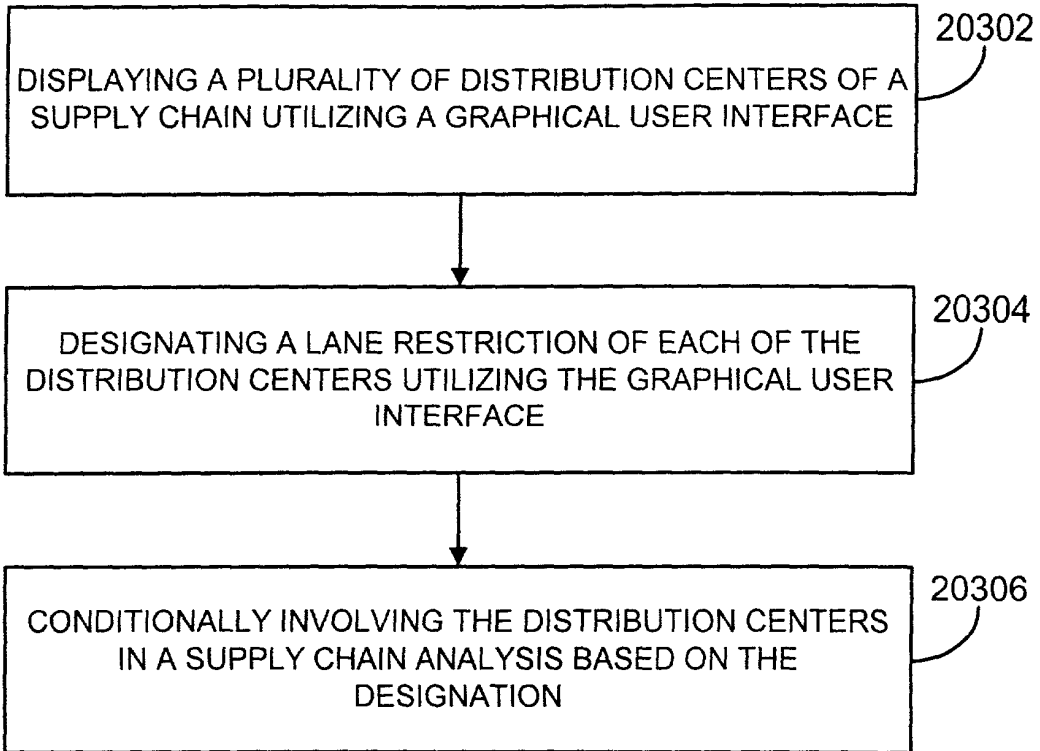 20302
DISPLAYING A PLURALITY OF DISTRIBUTION CENTERS OF A
SUPPLY CHAIN UTILIZING A GRAPHICAL USER INTERFACE
20304
DESIGNATING A LANE RESTRICTION OF EACH OF THE
DISTRIBUTION CENTERS UTILIZING THE GRAPHICAL USER
INTERFACE
20306
CONDITIONALLY INVOLVING THE DISTRIBUTION CENTERS
IN A SUPPLY CHAIN ANALYSIS BASED ON THE
DESIGNATION